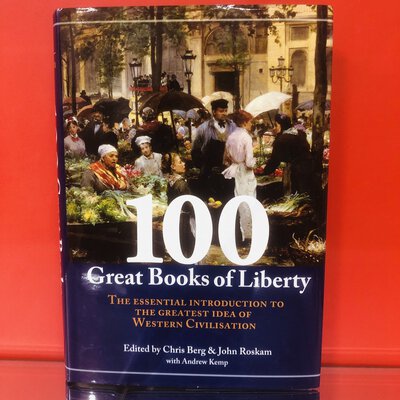 100
Great Books of Liberty
THE ESSENTIAL INTRODUCTION TO
THE GREATEST IDEA OF
WESTERN CIVILISATION
Edited by Chris Berg & John Roskam
with Andrew Kemp